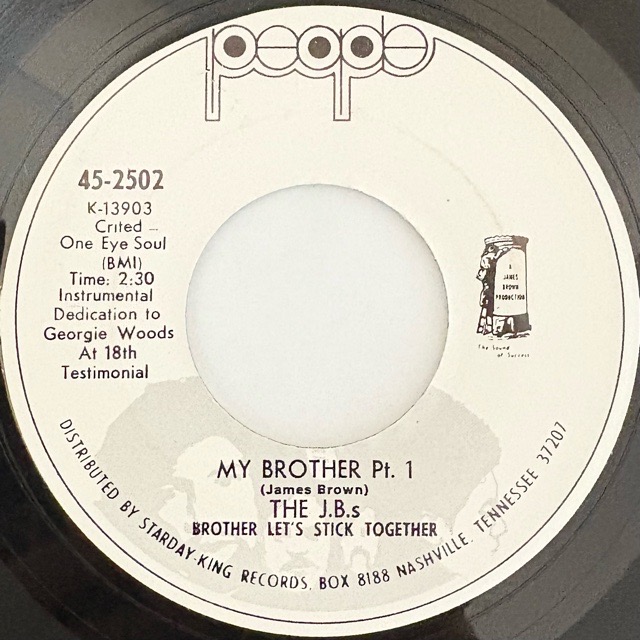 people
45-2502
K-13903
Crited
One Eye Soul
(BMI)
Time: 2:30
Instrumental
Dedication to
Georgie Woods
At 18th
Testimonial
A
JAMES
BROWN
PRODUCTION
The Sound
of Success
MY BROTHER Pt. 1
(James Brown)
THE J.B.s
BROTHER LET'S STICK TOGETHER
DISTRIBUTED BY STARDAY-KING RECORDS, BOX 8188 NASHVILLE, TENNESSEE 37207